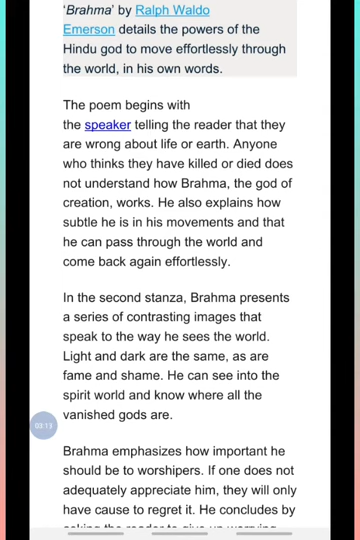 ‘Brahma’ by Ralph Waldo
Emerson details the powers of the
Hindu god to move effortlessly through
the world, in his own words.
The poem begins with
the speaker telling the reader that they
are wrong about life or earth. Anyone
who thinks they have killed or died does
not understand how Brahma, the god of
creation, works. He also explains how
subtle he is in his movements and that
he can pass through the world and
come back again effortlessly.
In the second stanza, Brahma presents
a series of contrasting images that
speak to the way he sees the world.
Light and dark are the same, as are
fame and shame. He can see into the
spirit world and know where all the
vanished gods are.
03:13
Brahma emphasizes how important he
should be to worshipers. If one does not
adequately appreciate him, they will only
have cause to regret it. He concludes by
asking the reader to give up worrying